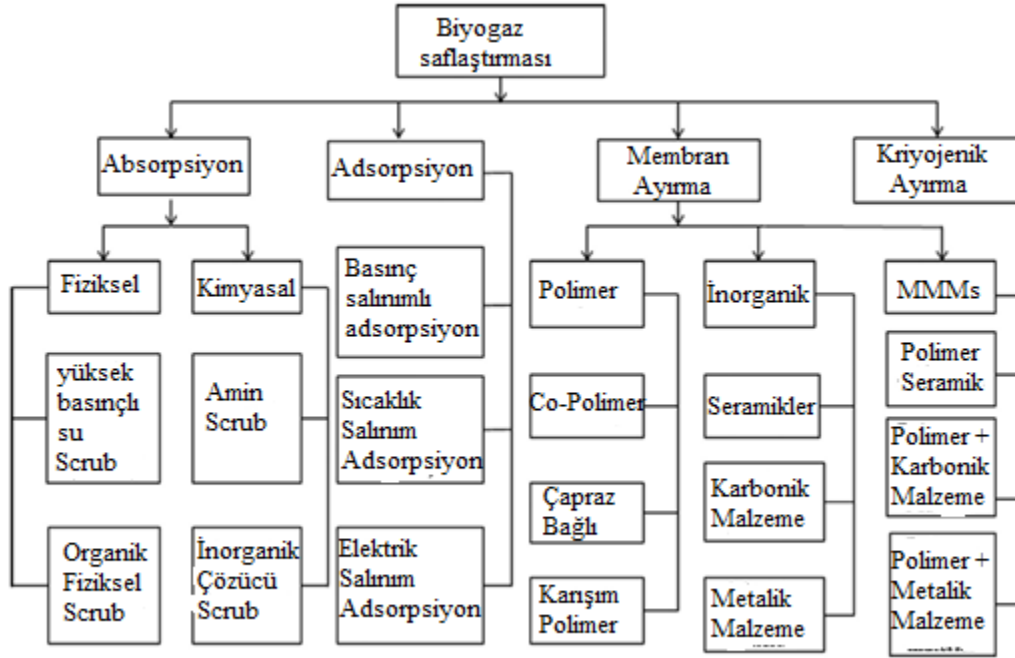 Biyogaz
saflaştırması
Absorpsiyon
Adsorpsiyon
Membran
Ayırma
Kriyojenik
Ayırma
Fiziksel
Kimyasal
Basınç
salınımlı
adsorpsiyon
Polimer
İnorganik
MMMs
yüksek
basınçlı
su
Scrub
Amin
Scrub
Sıcaklık
Salınım
Adsorpsiyon
Co-Polimer
Seramikler
Polimer
Seramik
Polimer +
Karbonik
Malzeme
Organik
Fiziksel
Scrub
İnorganik
Çözücü
Scrub
Elektrik
Salınım
Adsorpsiyon
Çapraz
Bağlı
Karbonik
Malzeme
Karışım
Polimer
Metalik
Malzeme
Polimer +
Metalik
Malzeme